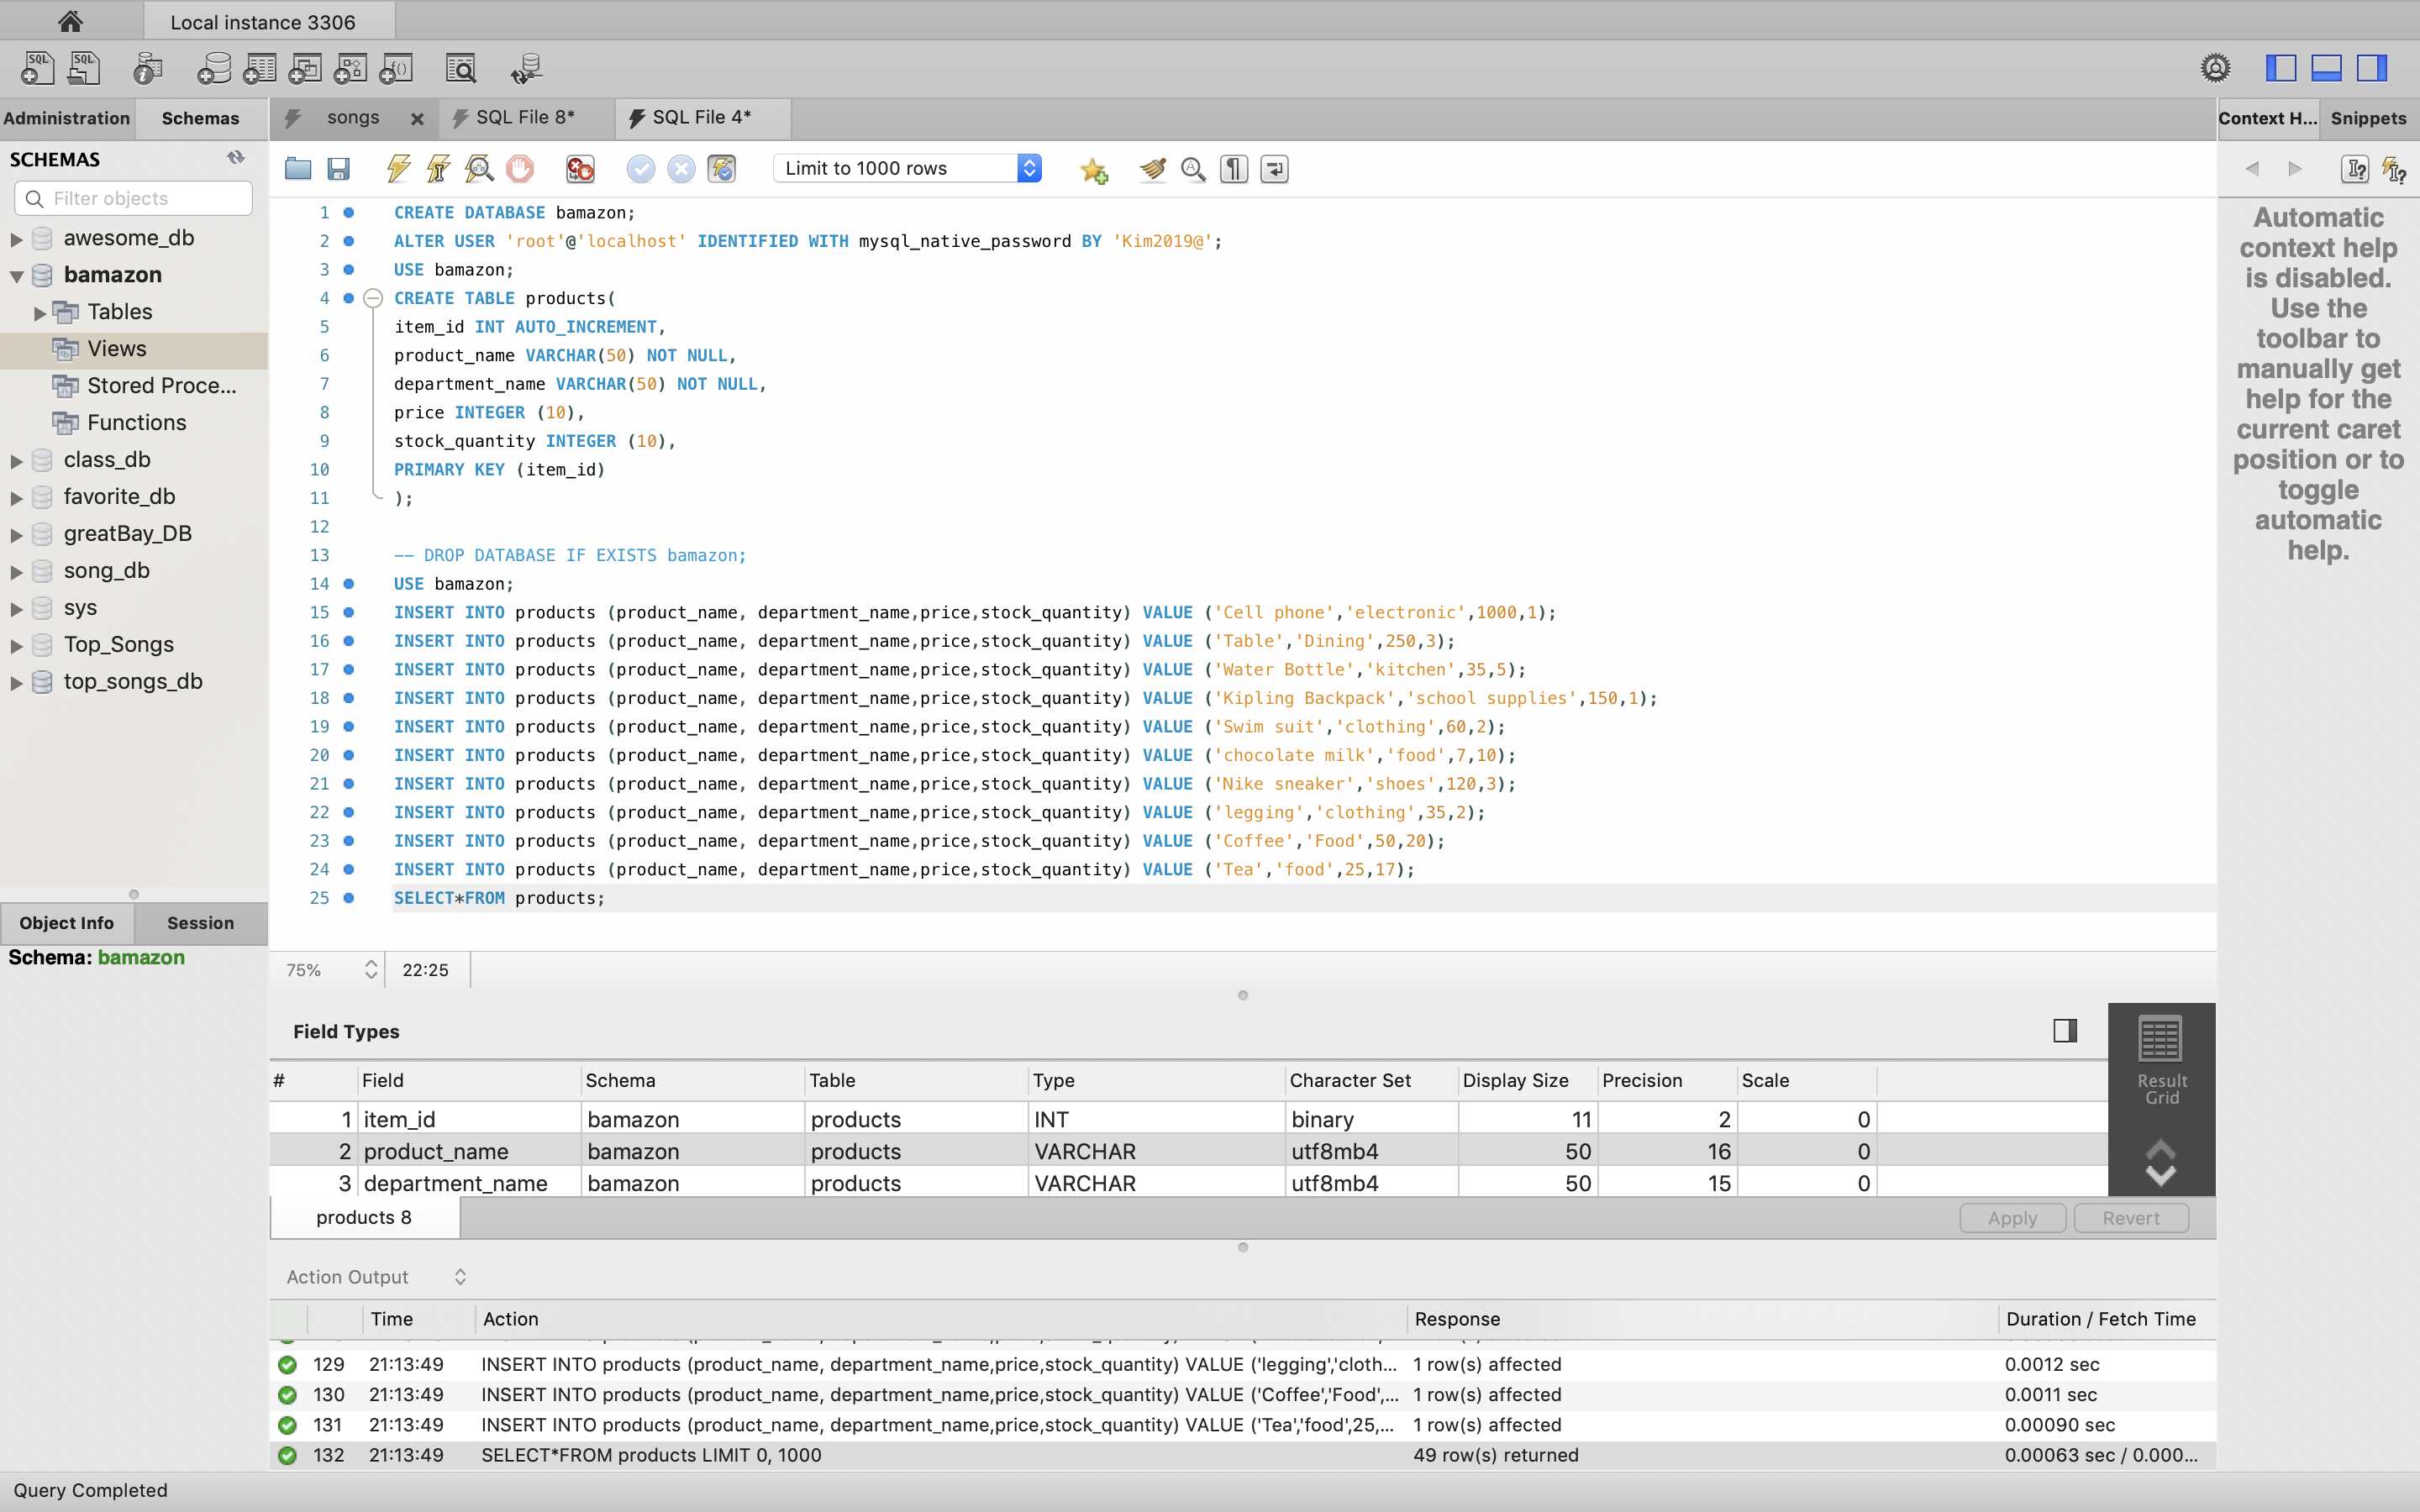 Local instance 3306
Administration Schemas
songs SQL File 8* SQL File 4*
Context H... Snippets
SCHEMAS
Filter objects
awesome_db
bamazon
Tables
Views
Stored Proce...
Functions
class_db
favorite_db
greatBay_DB
song_db
sys
Top_Songs
top_songs_db
Object Info Session
Schema: bamazon
Limit to 1000 rows
1 CREATE DATABASE bamazon;
2 ALTER USER 'root'@'localhost' IDENTIFIED WITH mysql_native_password BY 'Kim2019@';
3 USE bamazon;
4 CREATE TABLE products(
5 item_id INT AUTO_INCREMENT,
6 product_name VARCHAR(50) NOT NULL,
7 department_name VARCHAR(50) NOT NULL,
8 price INTEGER (10),
9 stock_quantity INTEGER (10),
10 PRIMARY KEY (item_id)
11 );
12
13 -- DROP DATABASE IF EXISTS bamazon;
14 USE bamazon;
15 INSERT INTO products (product_name, department_name,price,stock_quantity) VALUE ('Cell phone','electronic',1000,1);
16 INSERT INTO products (product_name, department_name,price,stock_quantity) VALUE ('Table','Dining',250,3);
17 INSERT INTO products (product_name, department_name,price,stock_quantity) VALUE ('Water Bottle','kitchen',35,5);
18 INSERT INTO products (product_name, department_name,price,stock_quantity) VALUE ('Kipling Backpack','school supplies',150,1);
19 INSERT INTO products (product_name, department_name,price,stock_quantity) VALUE ('Swim suit','clothing',60,2);
20 INSERT INTO products (product_name, department_name,price,stock_quantity) VALUE ('chocolate milk','food',7,10);
21 INSERT INTO products (product_name, department_name,price,stock_quantity) VALUE ('Nike sneaker','shoes',120,3);
22 INSERT INTO products (product_name, department_name,price,stock_quantity) VALUE ('legging','clothing',35,2);
23 INSERT INTO products (product_name, department_name,price,stock_quantity) VALUE ('Coffee','Food',50,20);
24 INSERT INTO products (product_name, department_name,price,stock_quantity) VALUE ('Tea','food',25,17);
25 SELECT*FROM products;
75% 22:25
Automatic
context help
is disabled.
Use the
toolbar to
manually get
help for the
current caret
position or to
toggle
automatic
help.
Field Types
# Field Schema Table Type Character Set Display Size Precision Scale
1 item_id bamazon products INT binary 11 2 0
2 product_name bamazon products VARCHAR utf8mb4 50 16 0
3 department_name bamazon products VARCHAR utf8mb4 50 15 0
Result
Grid
products 8 Apply Revert
Action Output
Time Action Response Duration / Fetch Time
129 21:13:49 INSERT INTO products (product_name, department_name,price,stock_quantity) VALUE ('legging','cloth... 1 row(s) affected 0.0012 sec
130 21:13:49 INSERT INTO products (product_name, department_name,price,stock_quantity) VALUE ('Coffee','Food',... 1 row(s) affected 0.0011 sec
131 21:13:49 INSERT INTO products (product_name, department_name,price,stock_quantity) VALUE ('Tea','food',25,... 1 row(s) affected 0.00090 sec
132 21:13:49 SELECT*FROM products LIMIT 0, 1000 49 row(s) returned 0.00063 sec / 0.000...
Query Completed